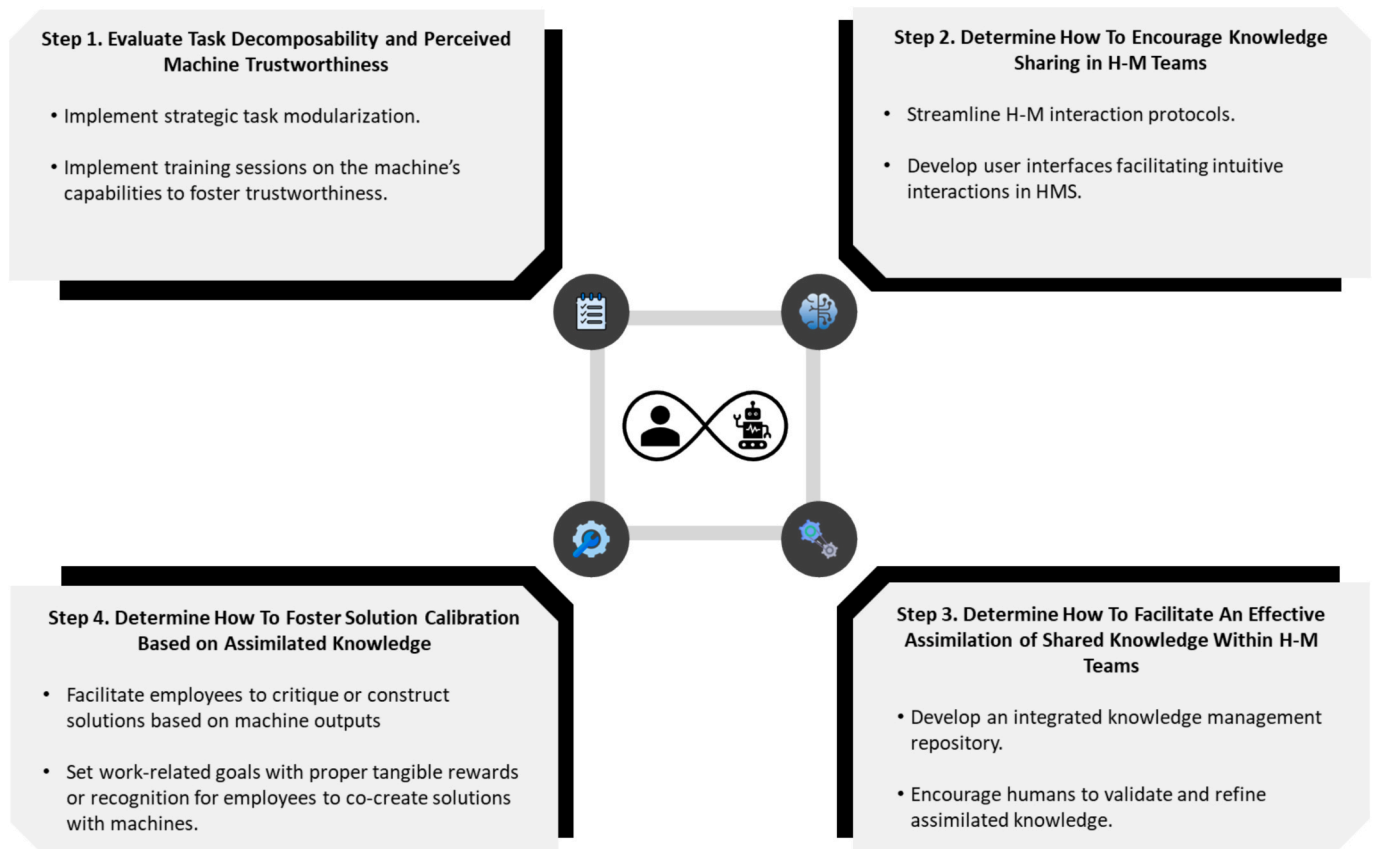 Step 1. Evaluate Task Decomposability and Perceived
Machine Trustworthiness
• Implement strategic task modularization.
• Implement training sessions on the machine's
capabilities to foster trustworthiness.
Step 2. Determine How To Encourage Knowledge
Sharing in H-M Teams
• Streamline H-M interaction protocols.
• Develop user interfaces facilitating intuitive
interactions in HMS.
Step 3. Determine How To Facilitate An Effective
Assimilation of Shared Knowledge Within H-M
Teams
• Develop an integrated knowledge management
repository.
• Encourage humans to validate and refine
assimilated knowledge.
Step 4. Determine How To Foster Solution Calibration
Based on Assimilated Knowledge
• Facilitate employees to critique or construct
solutions based on machine outputs
• Set work-related goals with proper tangible rewards
or recognition for employees to co-create solutions
with machines.